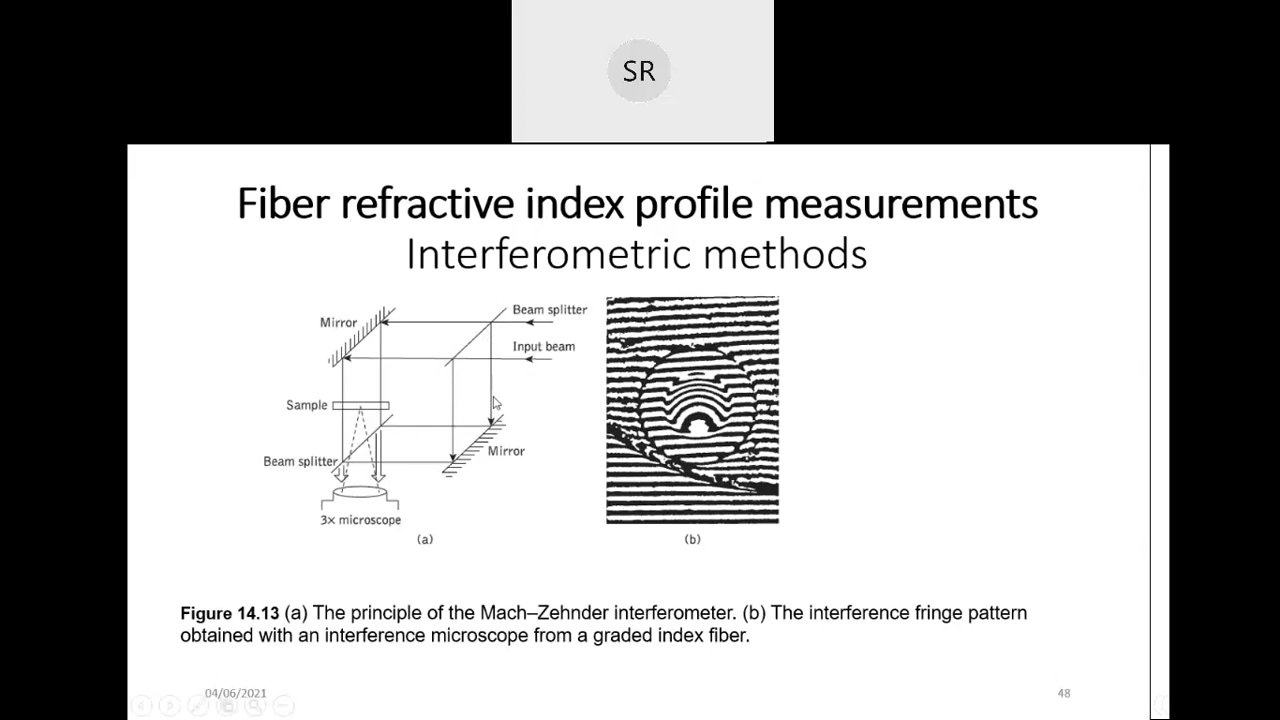 SR
Fiber refractive index profile measurements
Interferometric methods
Beam splitter
Mirror
Input beam
Sample
Mirror
Beam splitter
3× microscope
(a)
(b)
Figure 14.13 (a) The principle of the Mach–Zehnder interferometer. (b) The interference fringe pattern
obtained with an interference microscope from a graded index fiber.
04/06/2021
48